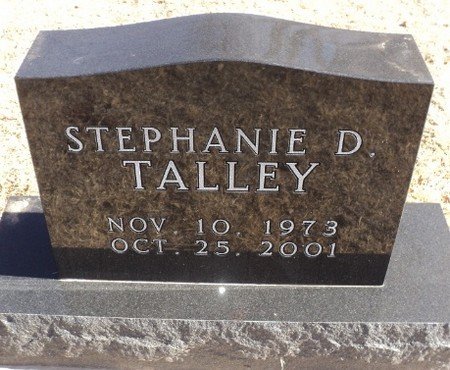 STEPHANIE D.
TALLEY
NOV. 10. 1973
OCT. 25. 2001